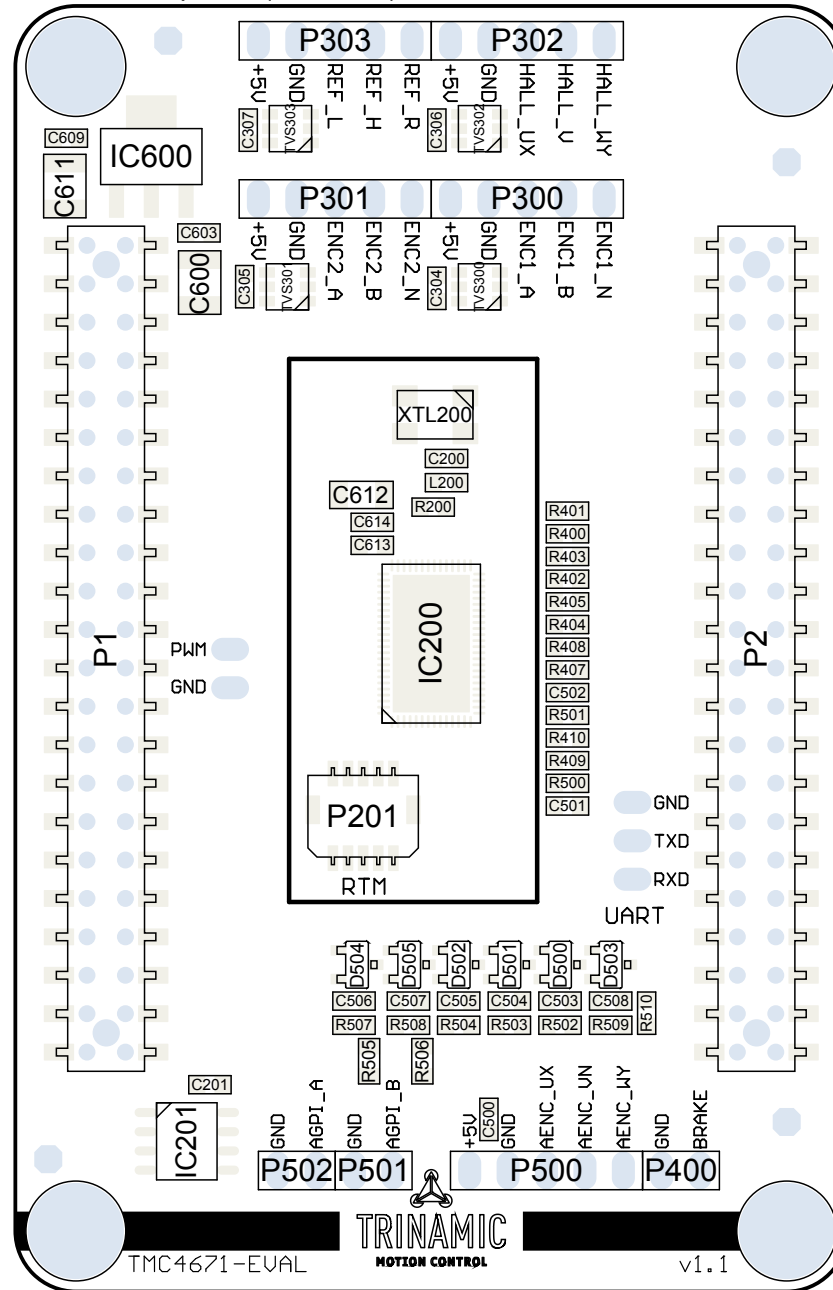 P303 P302
+5V GND REF_L REF_H REF_R +5V GND HALL_UX HALL_V HALL_WY
C307 TVS303 C306 TVS302
C609
IC600
C611
P301 P300
+5V GND ENC2_A ENC2_B ENC2_N +5V GND ENC1_A ENC1_B ENC1_N
C603
C600
C305 TVS301 C304 TVS300
XTL200
C200
L200
C612
R200
C614
C613
R401
R400
R403
R402
R405
R404
R408
R407
C502
R501
R410
R409
R500
C501
IC200
P1
P2
PWM
GND
P201
RTM
GND
TXD
RXD
UART
D504 D505 D502 D501 D500 D503
C506 C507 C505 C504 C503 C508
R507 R508 R504 R503 R502 R509 R510
R505 R506
C201
IC201
GND AGPI_A GND AGPI_B +5V C500 GND AENC_UX AENC_VN AENC_WY GND BRAKE
P502 P501 P500 P400
TRINAMIC
MOTION CONTROL
TMC4671-EVAL v1.1